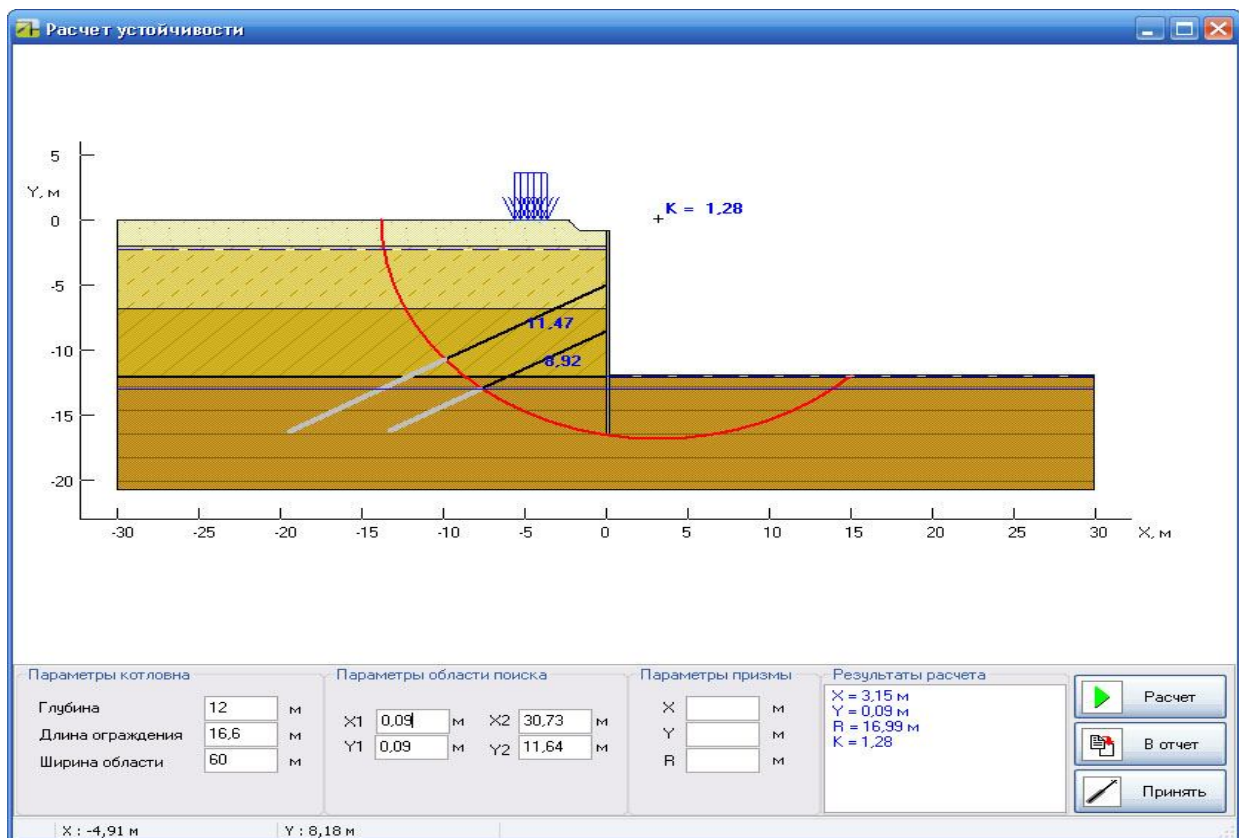 Расчет устойчивости
5
Y, м
0
-5
-10
-15
-20
K = 1,28
11,47
8,92
-30 -25 -20 -15 -10 -5 0 5 10 15 20 25 30 X, м
Параметры котловна
Глубина 12 м
Длина ограждения 16,6 м
Ширина области 60 м
Параметры области поиска
X1 0,09 м X2 30,73 м
Y1 0,09 м Y2 11,64 м
Параметры призмы
X м
Y м
R м
Результаты расчета
X = 3,15 м
Y = 0,09 м
R = 16,99 м
K = 1,28
Расчет
В отчет
Принять
X : -4,91 м Y : 8,18 м